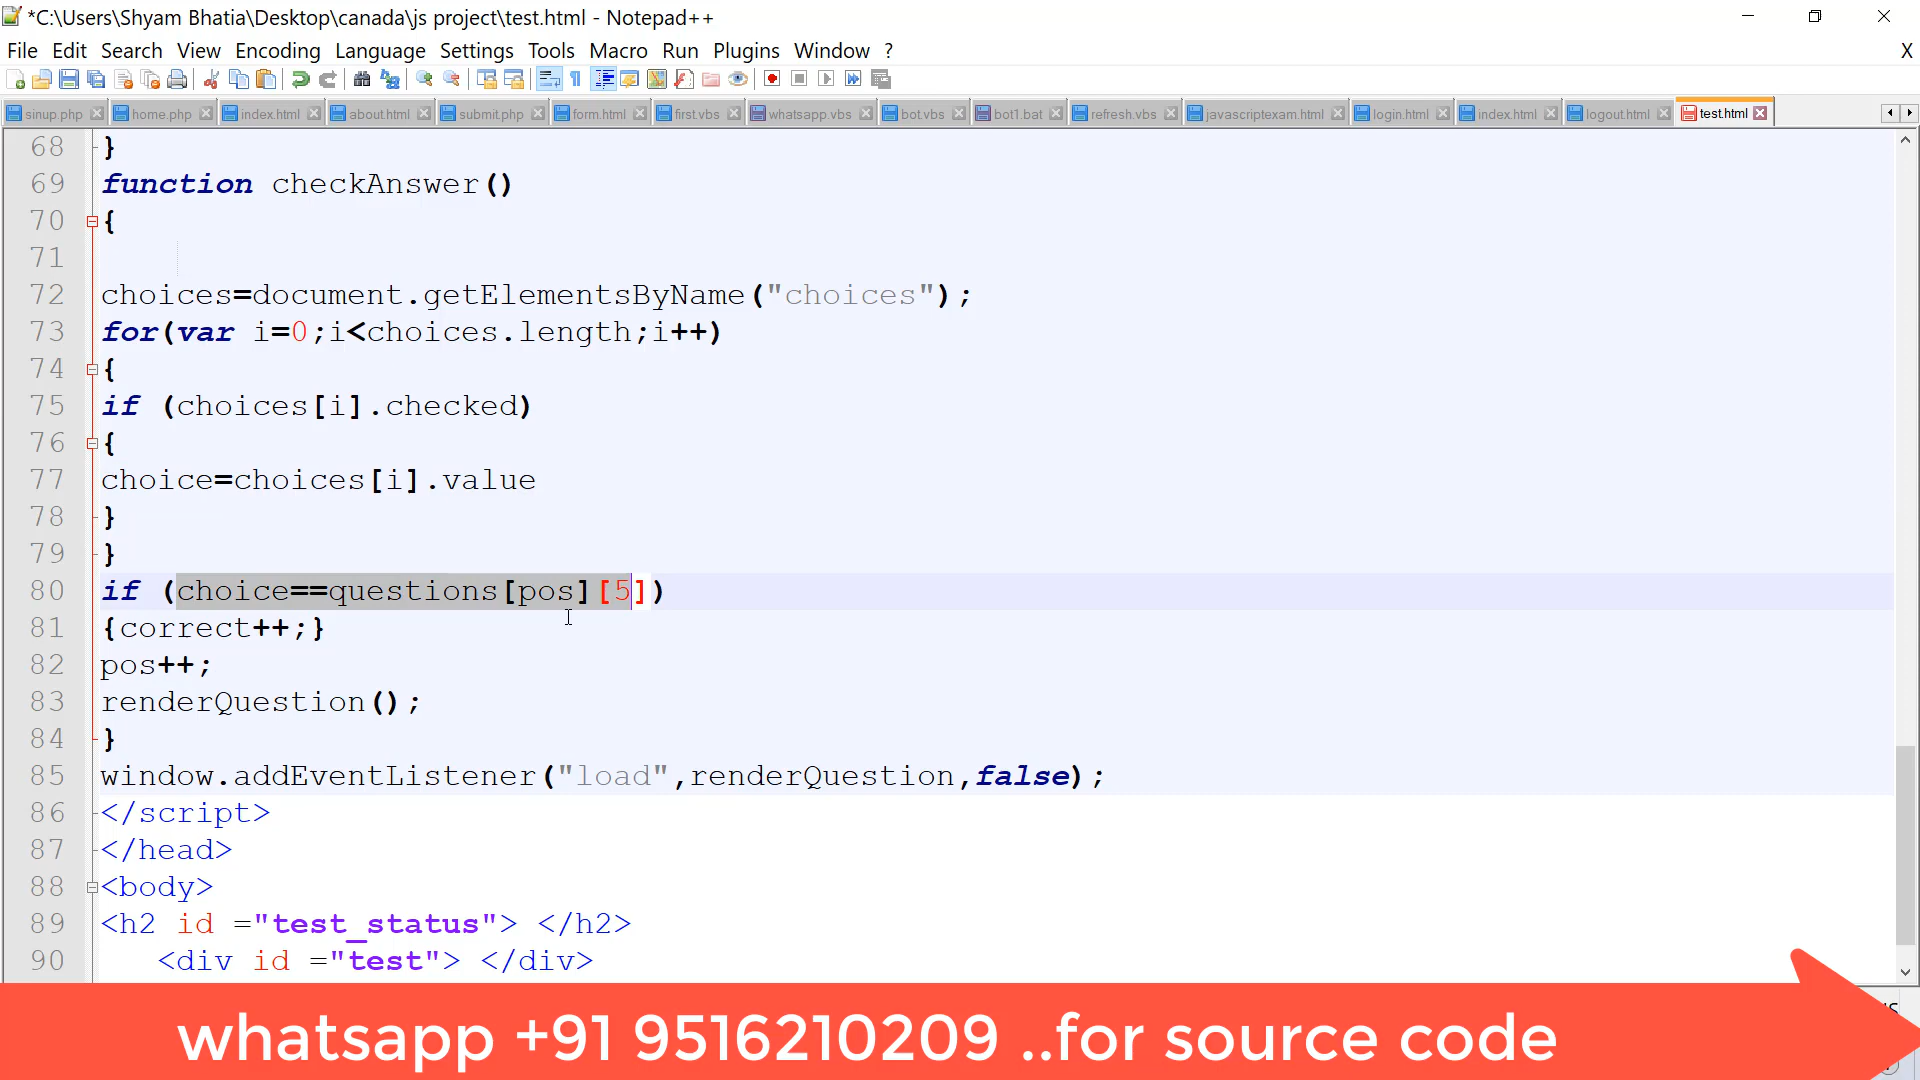 *C:\Users\Shyam Bhatia\Desktop\canada\js project\test.html - Notepad++
File Edit Search View Encoding Language Settings Tools Macro Run Plugins Window ? X
sinup.php home.php index.html about.html submit.php form.html first.vbs whatsapp.vbs bot.vbs bot1.bat refresh.vbs javascriptexam.html login.html index.html logout.html test.html
68 }
69 function checkAnswer()
70 {
71
72 choices=document.getElementsByName("choices");
73 for(var i=0;i<choices.length;i++)
74 {
75 if (choices[i].checked)
76 {
77 choice=choices[i].value
78 }
79 }
80 if (choice==questions[pos][5])
81 {correct++;}
82 pos++;
83 renderQuestion();
84 }
85 window.addEventListener("load",renderQuestion,false);
86 </script>
87 </head>
88 <body>
89 <h2 id ="test_status"> </h2>
90 <div id ="test"> </div>
whatsapp +91 9516210209 ..for source code